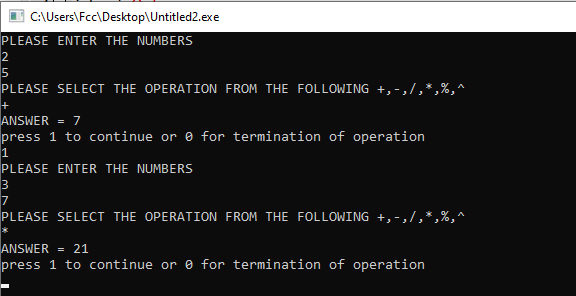 C:\Users\Fcc\Desktop\Untitled2.exe
PLEASE ENTER THE NUMBERS
2
5
PLEASE SELECT THE OPERATION FROM THE FOLLOWING +,-,/,*,%,^
+
ANSWER = 7
press 1 to continue or 0 for termination of operation
1
PLEASE ENTER THE NUMBERS
3
7
PLEASE SELECT THE OPERATION FROM THE FOLLOWING +,-,/,*,%,^
*
ANSWER = 21
press 1 to continue or 0 for termination of operation